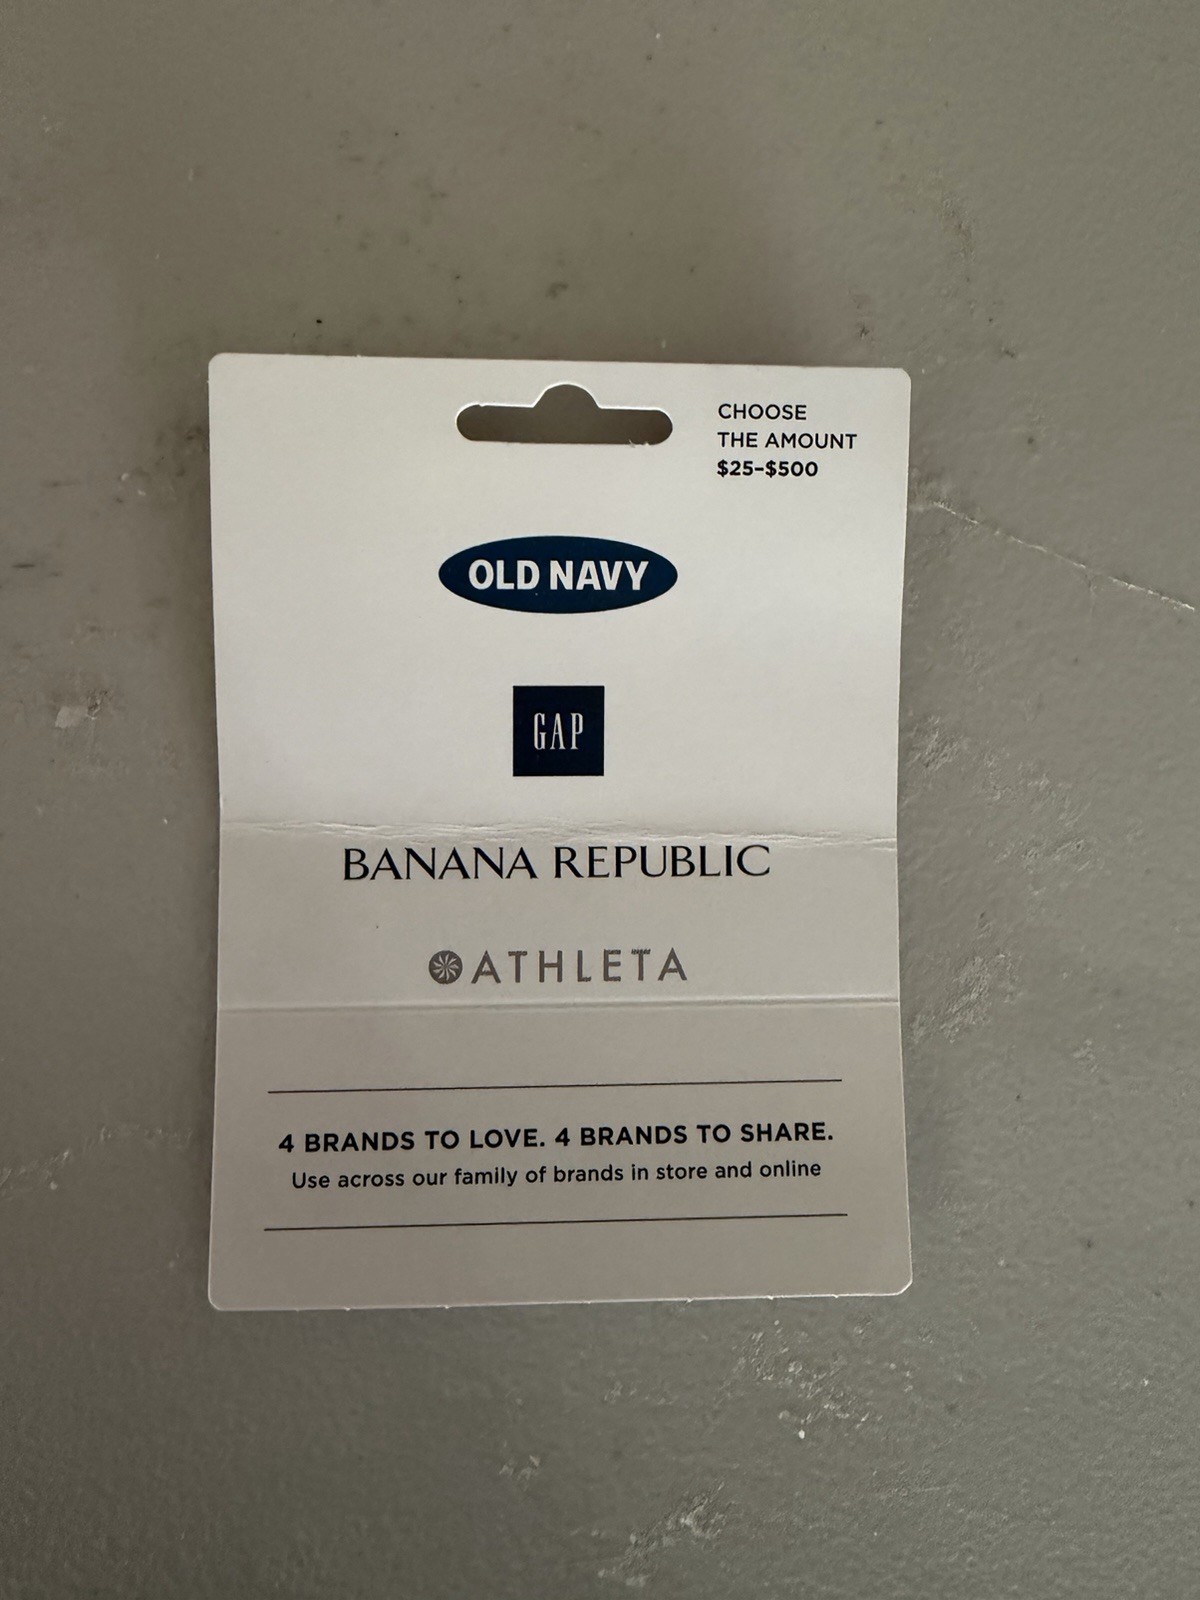 CHOOSE
THE AMOUNT
$25–$500
OLD NAVY
GAP
BANANA REPUBLIC
ATHLETA
4 BRANDS TO LOVE. 4 BRANDS TO SHARE.
Use across our family of brands in store and online